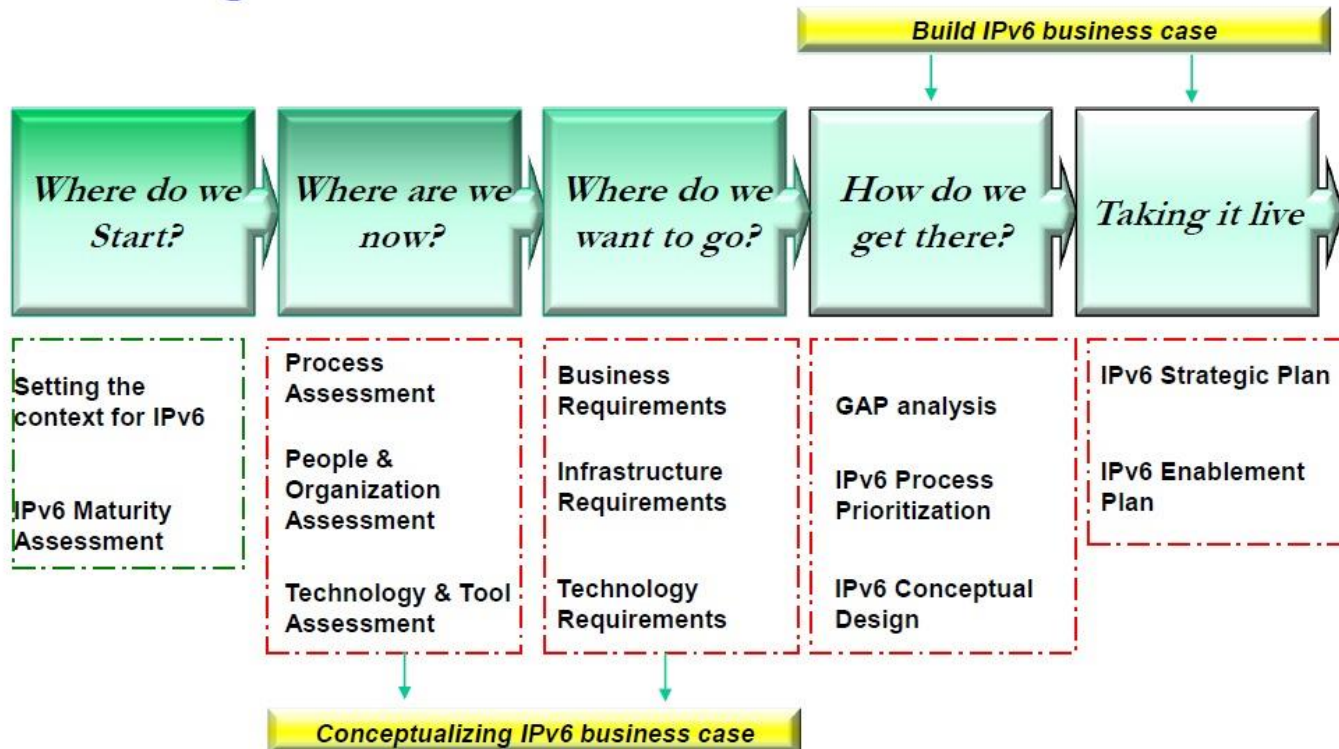 Build IPv6 business case
Where do we
Start?
Where are we
now?
Where do we
want to go?
How do we
get there?
Taking it live
Setting the
context for IPv6
IPv6 Maturity
Assessment
Process
Assessment
People &
Organization
Assessment
Technology & Tool
Assessment
Business
Requirements
Infrastructure
Requirements
Technology
Requirements
GAP analysis
IPv6 Process
Prioritization
IPv6 Conceptual
Design
IPv6 Strategic Plan
IPv6 Enablement
Plan
Conceptualizing IPv6 business case